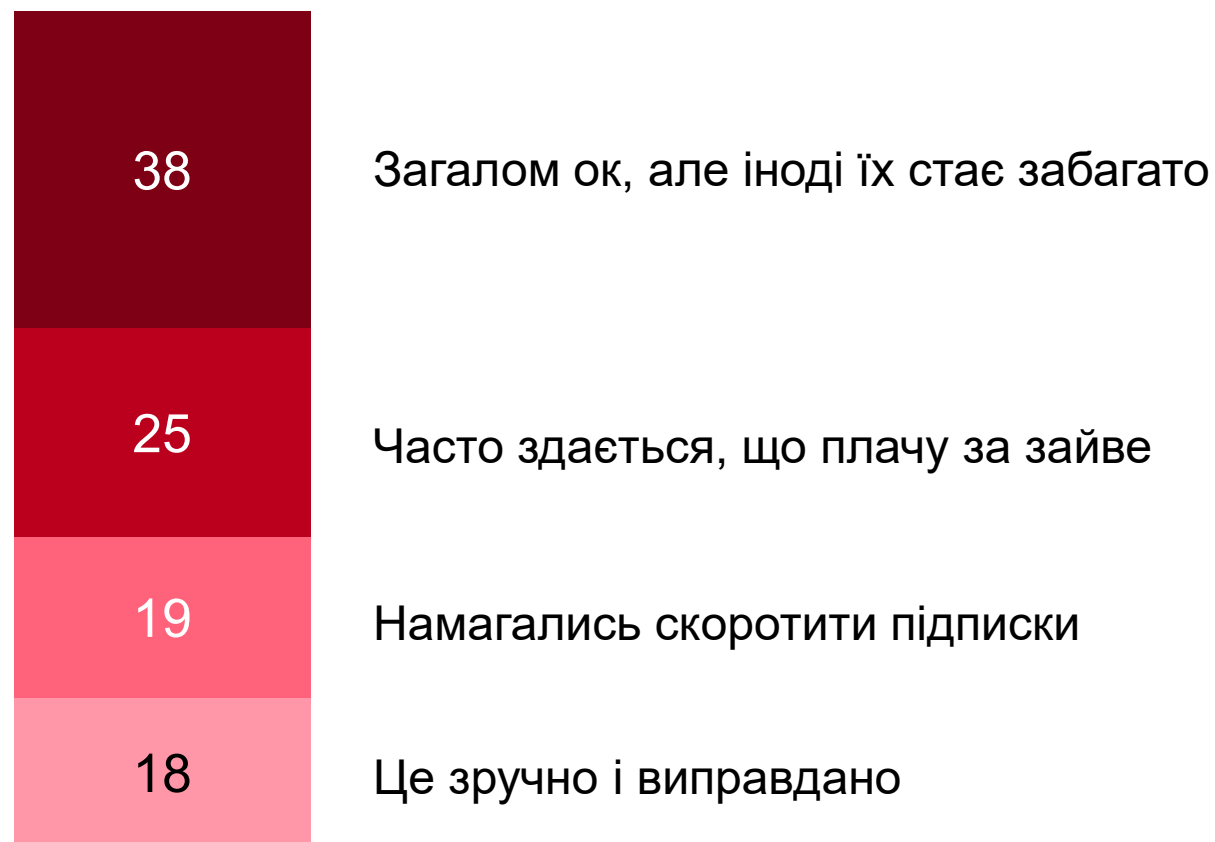 38 Загалом ок, але іноді їх стає забагато
25 Часто здається, що плачу за зайве
19 Намагались скоротити підписки
18 Це зручно і виправдано